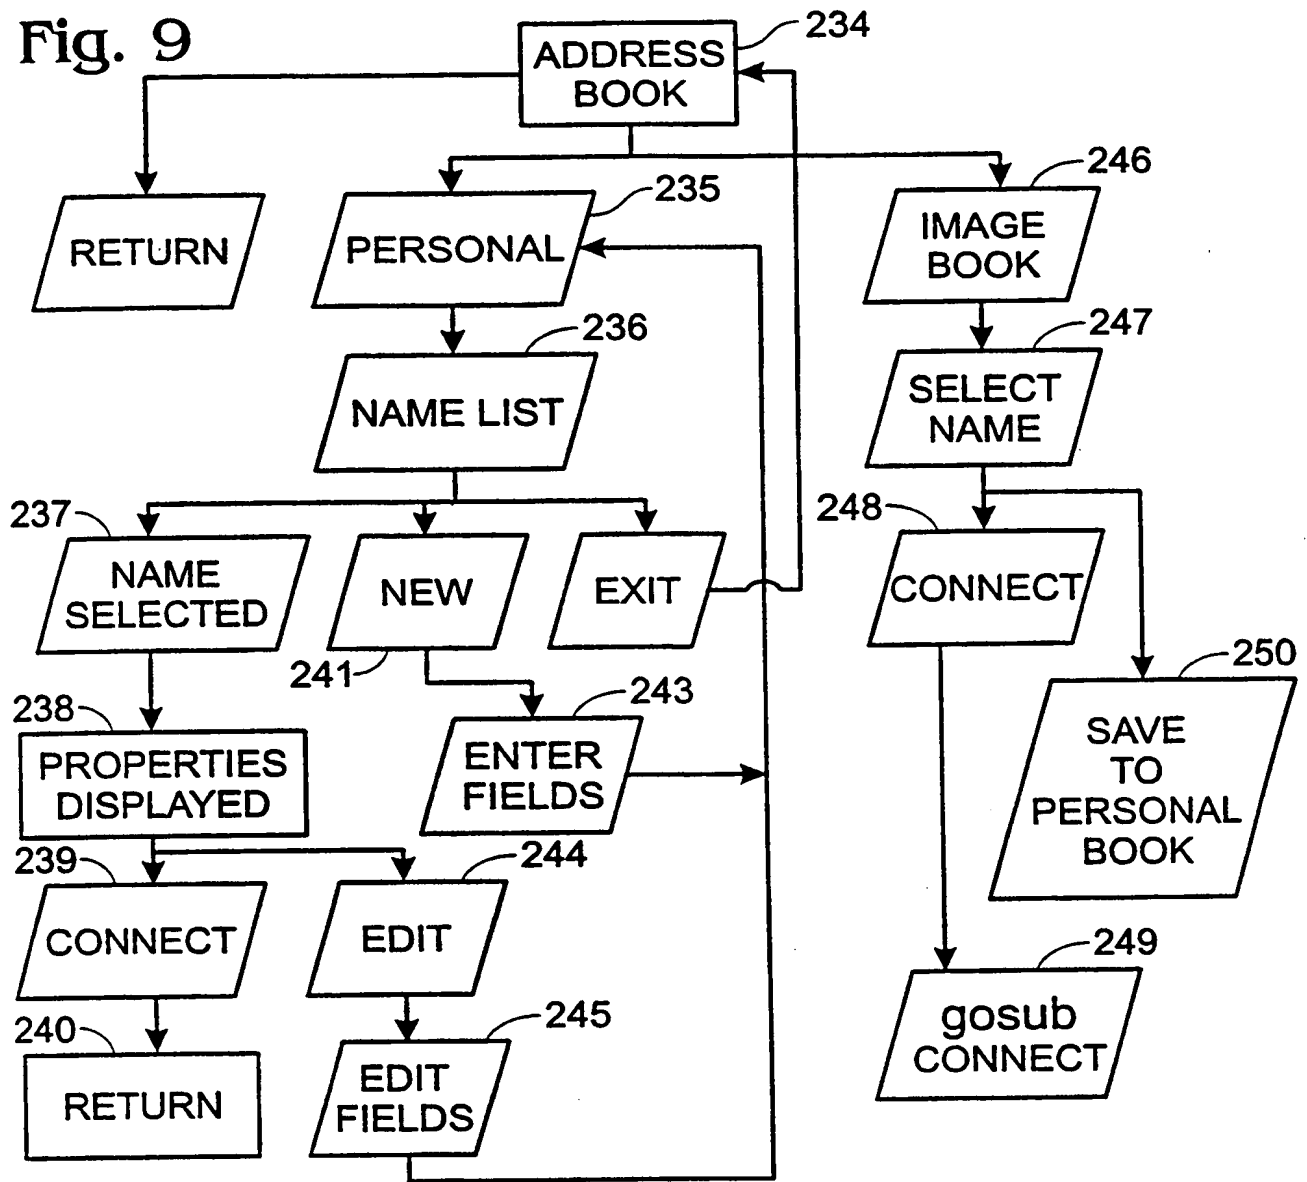 Fig. 9
234
ADDRESS
BOOK
RETURN
235
PERSONAL
246
IMAGE
BOOK
236
NAME LIST
247
SELECT
NAME
237
NAME
SELECTED
NEW
241
EXIT
248
CONNECT
250
SAVE
TO
PERSONAL
BOOK
238
PROPERTIES
DISPLAYED
243
ENTER
FIELDS
239
CONNECT
244
EDIT
249
gosub
CONNECT
240
RETURN
245
EDIT
FIELDS